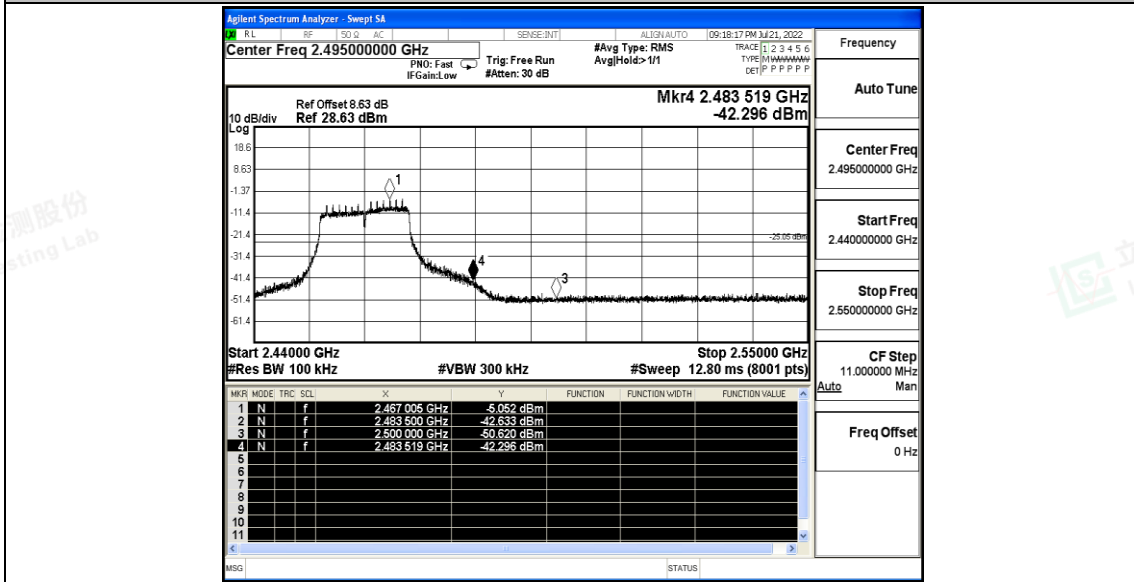 Agilent Spectrum Analyzer - Swept SA
RL RF 50 Ω AC SENSE:INT ALIGN AUTO 09:18:17 PM Jul 21, 2022
Center Freq 2.495000000 GHz
PNO: Fast
IFGain:Low
Trig: Free Run
#Atten: 30 dB
#Avg Type: RMS
Avg|Hold:>1/1
TRACE 1 2 3 4 5 6
TYPE MWWWWW
DET P P P P P P
Mkr4 2.483 519 GHz
-42.296 dBm
Ref Offset 8.63 dB
10 dB/div Ref 28.63 dBm
Log
18.6
8.63
-1.37
-11.4
-21.4
-31.4
-41.4
-51.4
-61.4
1
4
3
-25.05 dBm
Start 2.44000 GHz Stop 2.55000 GHz
#Res BW 100 kHz #VBW 300 kHz #Sweep 12.80 ms (8001 pts)
MKR MODE TRC SCL X Y FUNCTION FUNCTION WIDTH FUNCTION VALUE
1 N f 2.467 005 GHz -5.052 dBm
2 N f 2.483 500 GHz -42.633 dBm
3 N f 2.500 000 GHz -50.620 dBm
4 N f 2.483 519 GHz -42.296 dBm
5
6
7
8
9
10
11
MSG STATUS
Frequency
Auto Tune
Center Freq
2.495000000 GHz
Start Freq
2.440000000 GHz
Stop Freq
2.550000000 GHz
CF Step
11.000000 MHz
Auto Man
Freq Offset
0 Hz
测股份
sting Lab
立